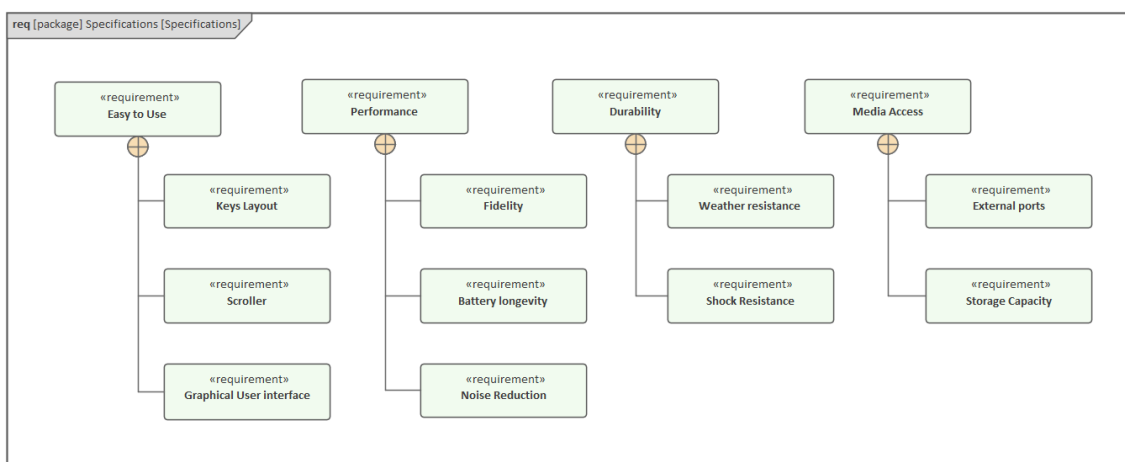 req [package] Specifications [Specifications]
«requirement»
Easy to Use
«requirement»
Performance
«requirement»
Durability
«requirement»
Media Access
«requirement»
Keys Layout
«requirement»
Fidelity
«requirement»
Weather resistance
«requirement»
External ports
«requirement»
Scroller
«requirement»
Battery longevity
«requirement»
Shock Resistance
«requirement»
Storage Capacity
«requirement»
Graphical User interface
«requirement»
Noise Reduction